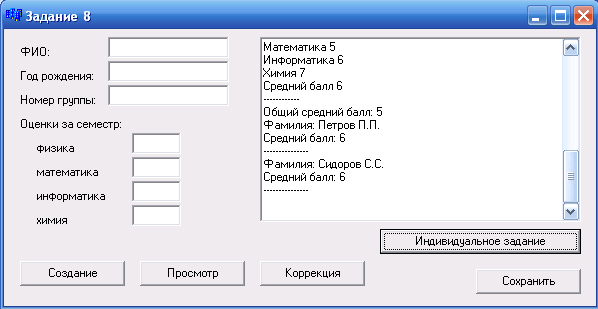 Задание 8
ФИО:
Год рождения:
Номер группы:
Оценки за семестр:
физика
математика
информатика
химия
Математика 5
Информатика 6
Химия 7
Средний балл 6
------------
Общий средний балл: 5
Фамилия: Петров П.П.
Средний балл: 6
---------------
Фамилия: Сидоров С.С.
Средний балл: 6
---------------
Индивидуальное задание
Создание
Просмотр
Коррекция
Сохранить